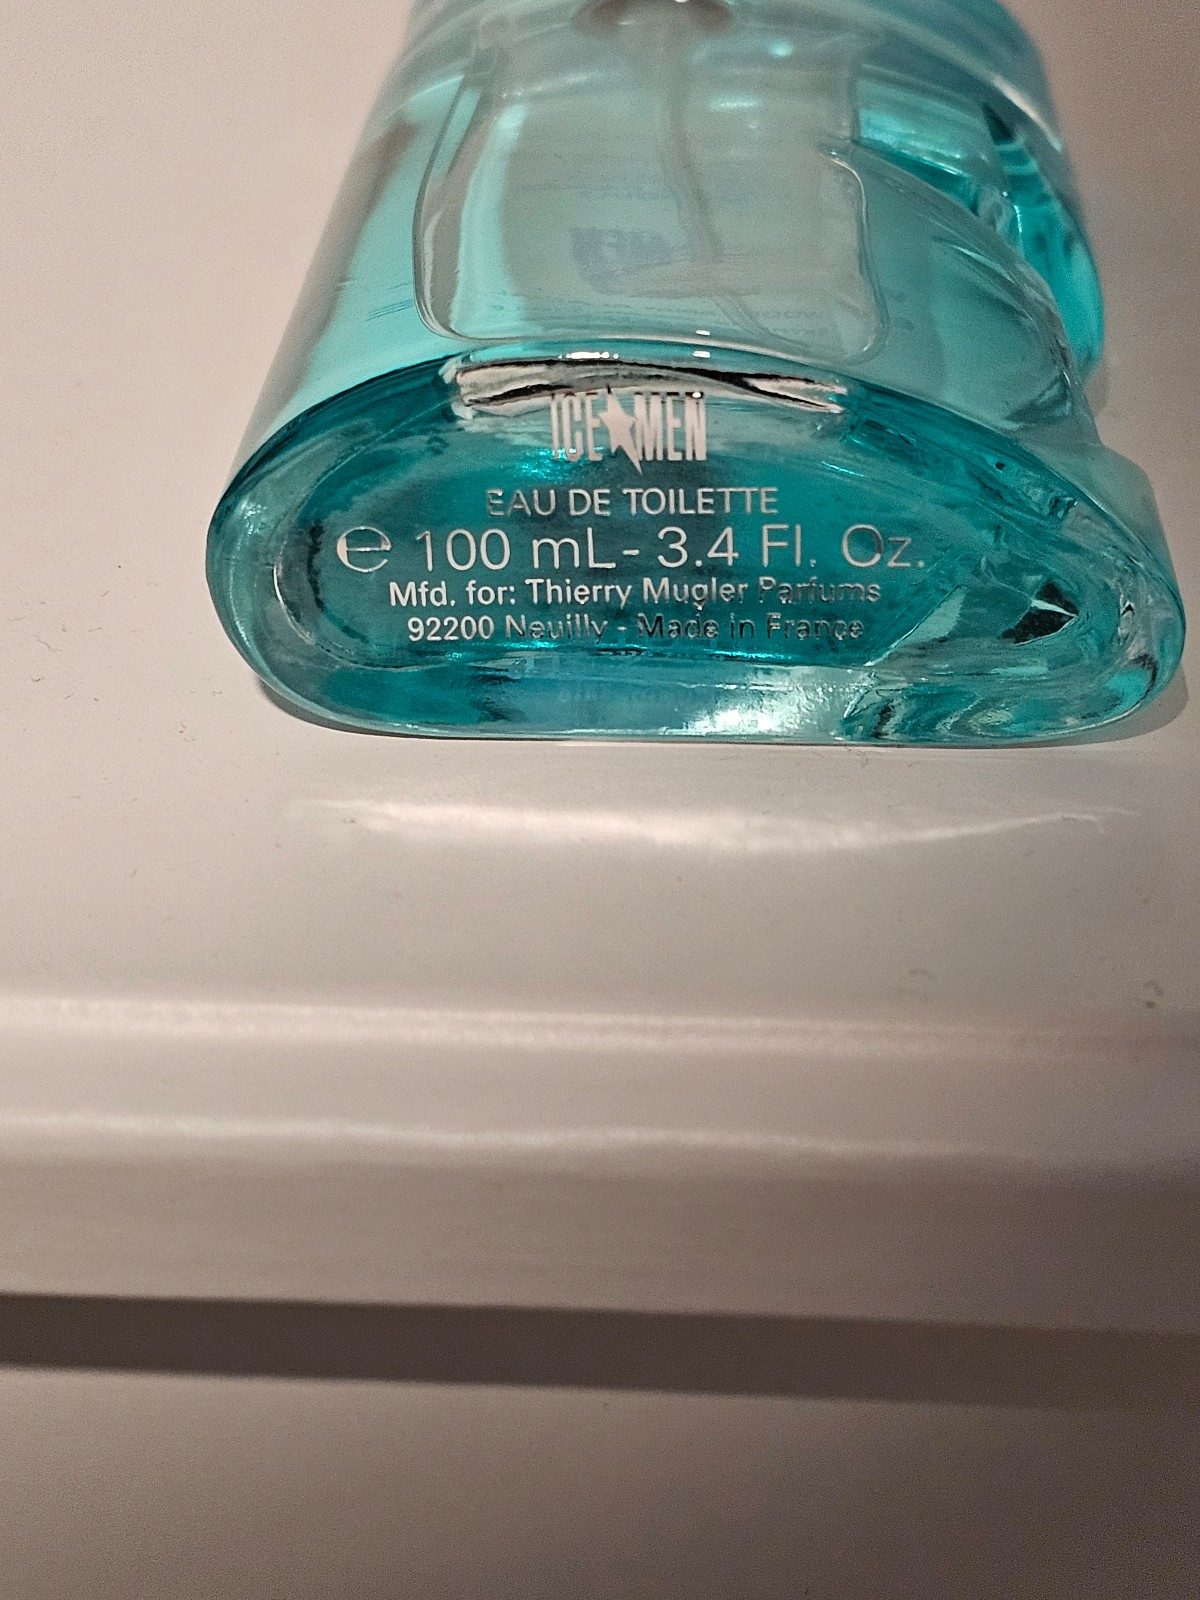 ICE★MEN
EAU DE TOILETTE
℮ 100 mL - 3.4 Fl. Oz.
Mfd. for: Thierry Mugler Parfums
92200 Neuilly - Made in France